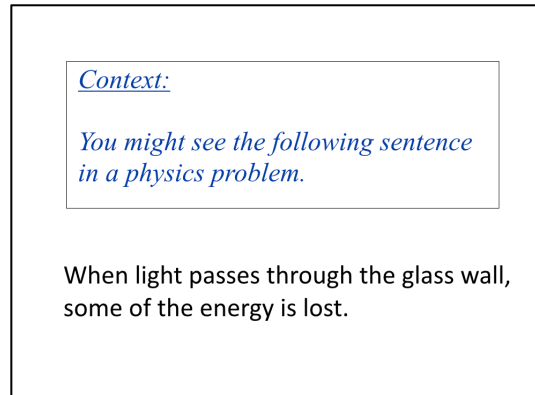 Context:
You might see the following sentence
in a physics problem.
When light passes through the glass wall,
some of the energy is lost.